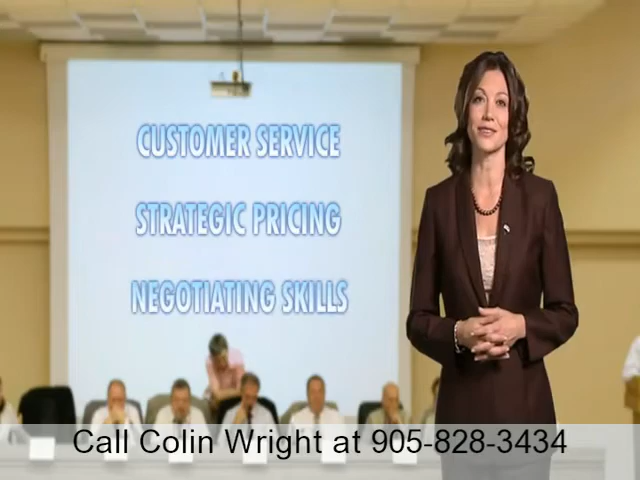 CUSTOMER SERVICE
STRATEGIC PRICING
NEGOTIATING SKILLS
Call Colin Wright at 905-828-3434